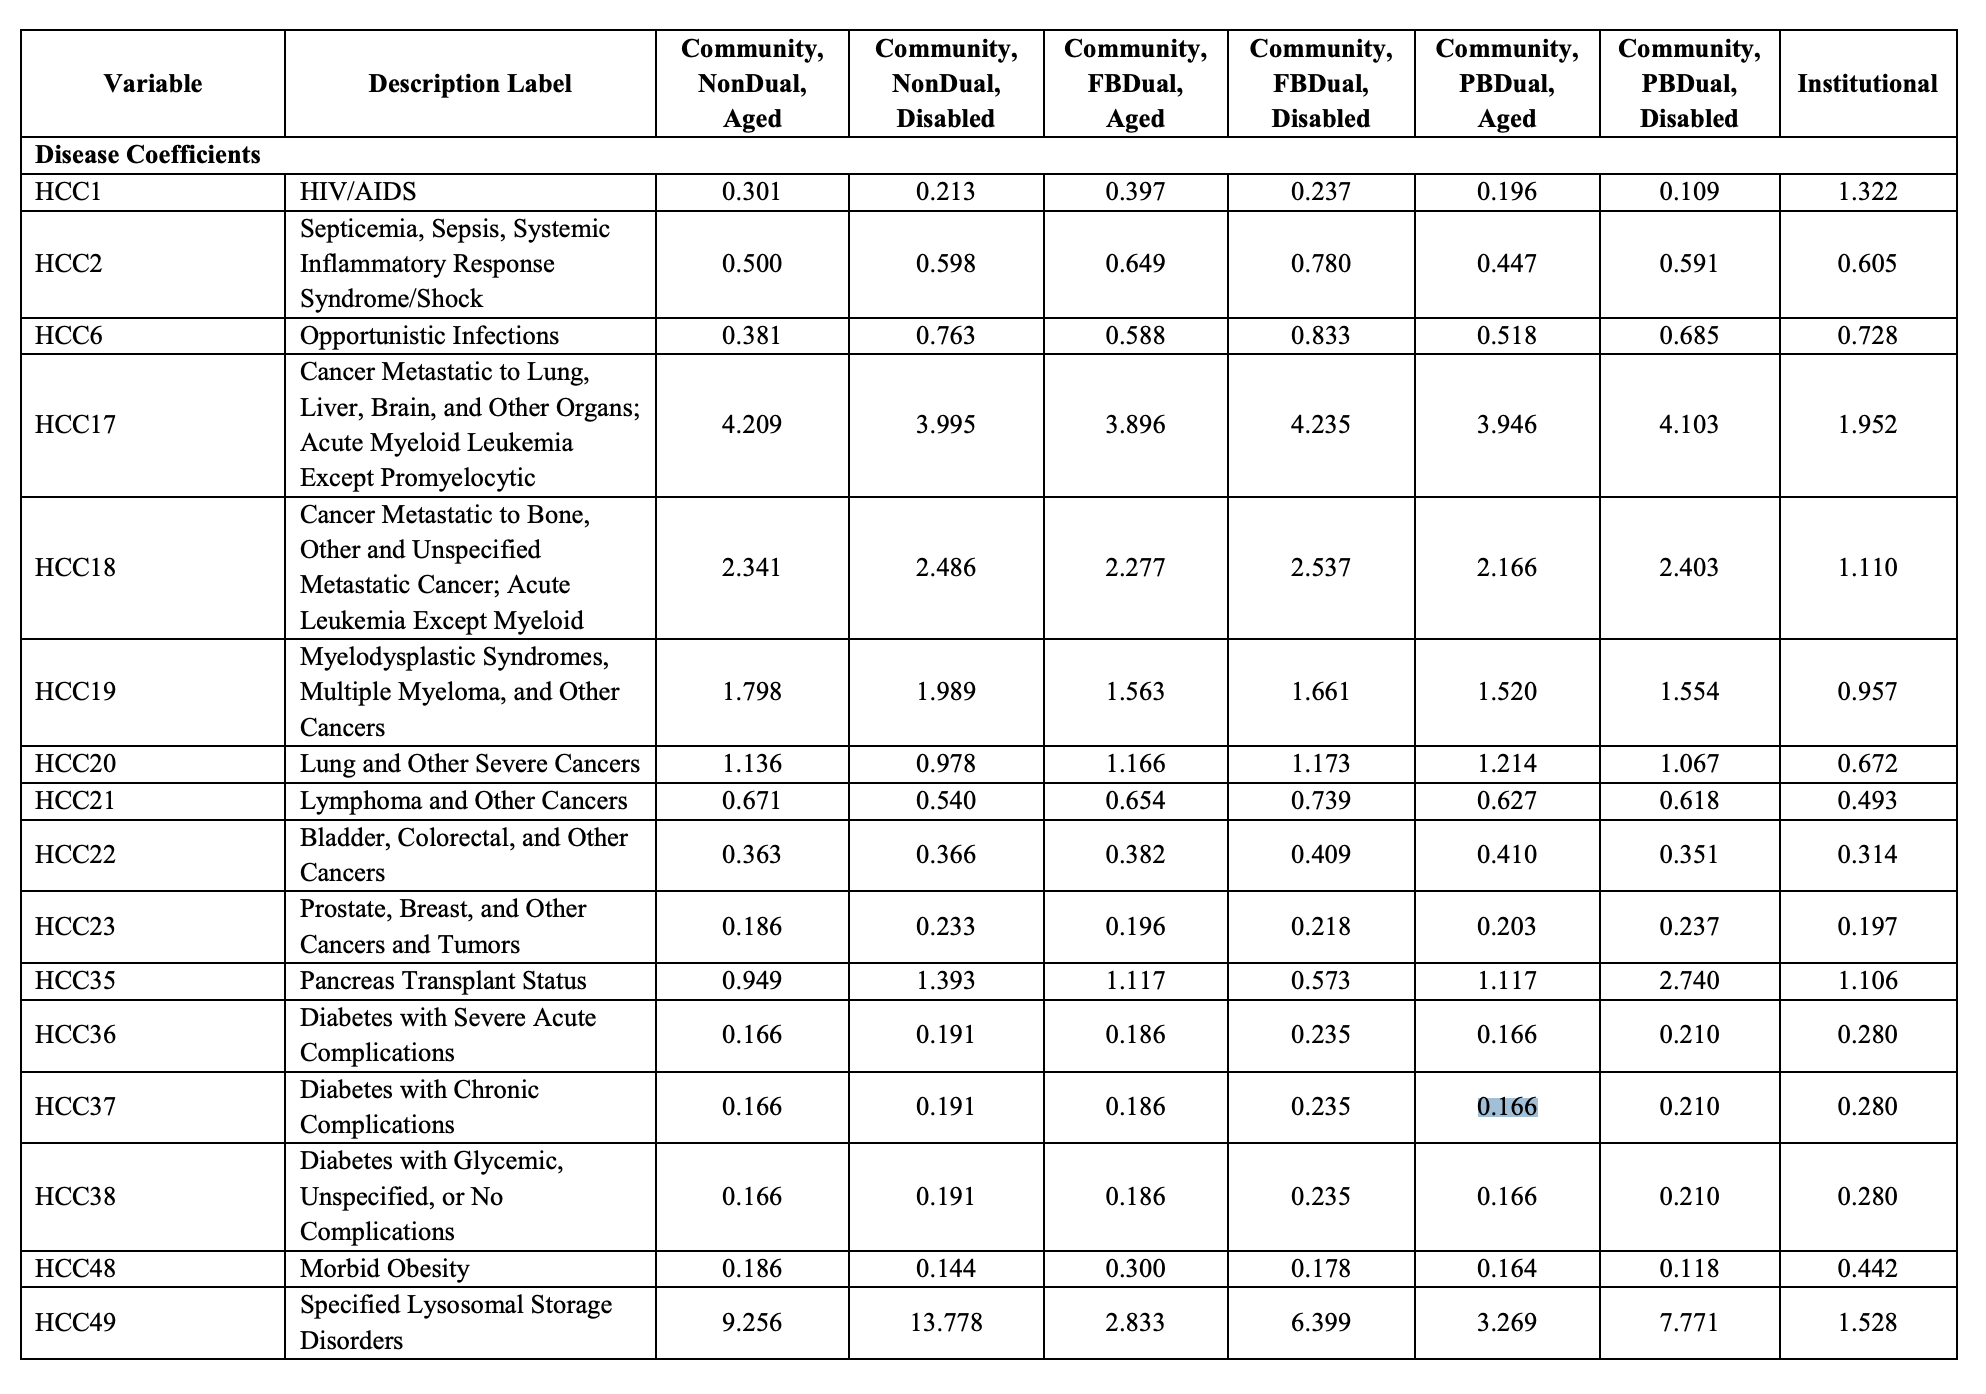 Variable Description Label Community, NonDual, Aged Community, NonDual, Disabled Community, FBDual, Aged Community, FBDual, Disabled Community, PBDual, Aged Community, PBDual, Disabled Institutional
Disease Coefficients
HCC1 HIV/AIDS 0.301 0.213 0.397 0.237 0.196 0.109 1.322
HCC2 Septicemia, Sepsis, Systemic Inflammatory Response Syndrome/Shock 0.500 0.598 0.649 0.780 0.447 0.591 0.605
HCC6 Opportunistic Infections 0.381 0.763 0.588 0.833 0.518 0.685 0.728
HCC17 Cancer Metastatic to Lung, Liver, Brain, and Other Organs; Acute Myeloid Leukemia Except Promyelocytic 4.209 3.995 3.896 4.235 3.946 4.103 1.952
HCC18 Cancer Metastatic to Bone, Other and Unspecified Metastatic Cancer; Acute Leukemia Except Myeloid 2.341 2.486 2.277 2.537 2.166 2.403 1.110
HCC19 Myelodysplastic Syndromes, Multiple Myeloma, and Other Cancers 1.798 1.989 1.563 1.661 1.520 1.554 0.957
HCC20 Lung and Other Severe Cancers 1.136 0.978 1.166 1.173 1.214 1.067 0.672
HCC21 Lymphoma and Other Cancers 0.671 0.540 0.654 0.739 0.627 0.618 0.493
HCC22 Bladder, Colorectal, and Other Cancers 0.363 0.366 0.382 0.409 0.410 0.351 0.314
HCC23 Prostate, Breast, and Other Cancers and Tumors 0.186 0.233 0.196 0.218 0.203 0.237 0.197
HCC35 Pancreas Transplant Status 0.949 1.393 1.117 0.573 1.117 2.740 1.106
HCC36 Diabetes with Severe Acute Complications 0.166 0.191 0.186 0.235 0.166 0.210 0.280
HCC37 Diabetes with Chronic Complications 0.166 0.191 0.186 0.235 0.166 0.210 0.280
HCC38 Diabetes with Glycemic, Unspecified, or No Complications 0.166 0.191 0.186 0.235 0.166 0.210 0.280
HCC48 Morbid Obesity 0.186 0.144 0.300 0.178 0.164 0.118 0.442
HCC49 Specified Lysosomal Storage Disorders 9.256 13.778 2.833 6.399 3.269 7.771 1.528